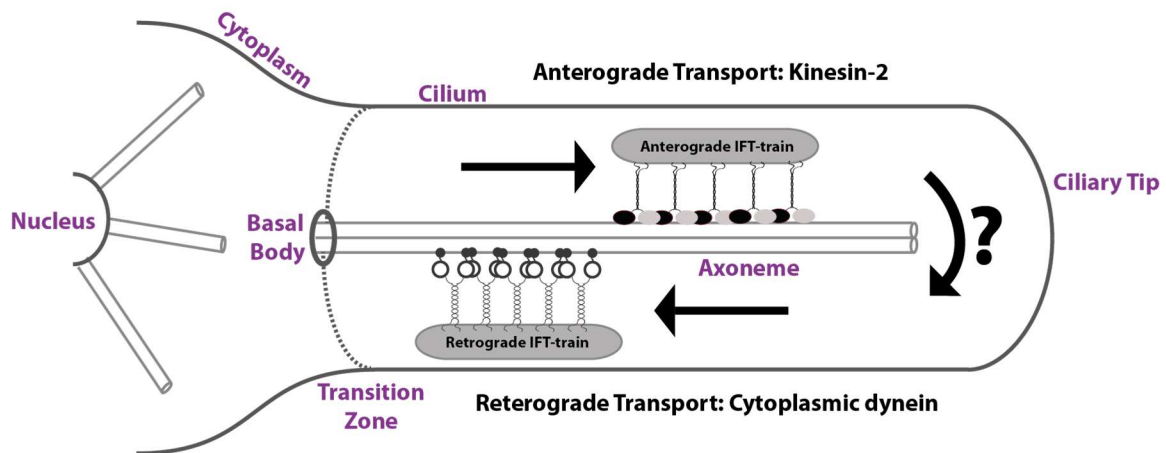 Cytoplasm
Anterograde Transport: Kinesin-2
Cilium
Anterograde IFT-train
Ciliary Tip
Nucleus
Basal
Body
?
Axoneme
Retrograde IFT-train
Transition
Zone
Reterograde Transport: Cytoplasmic dynein